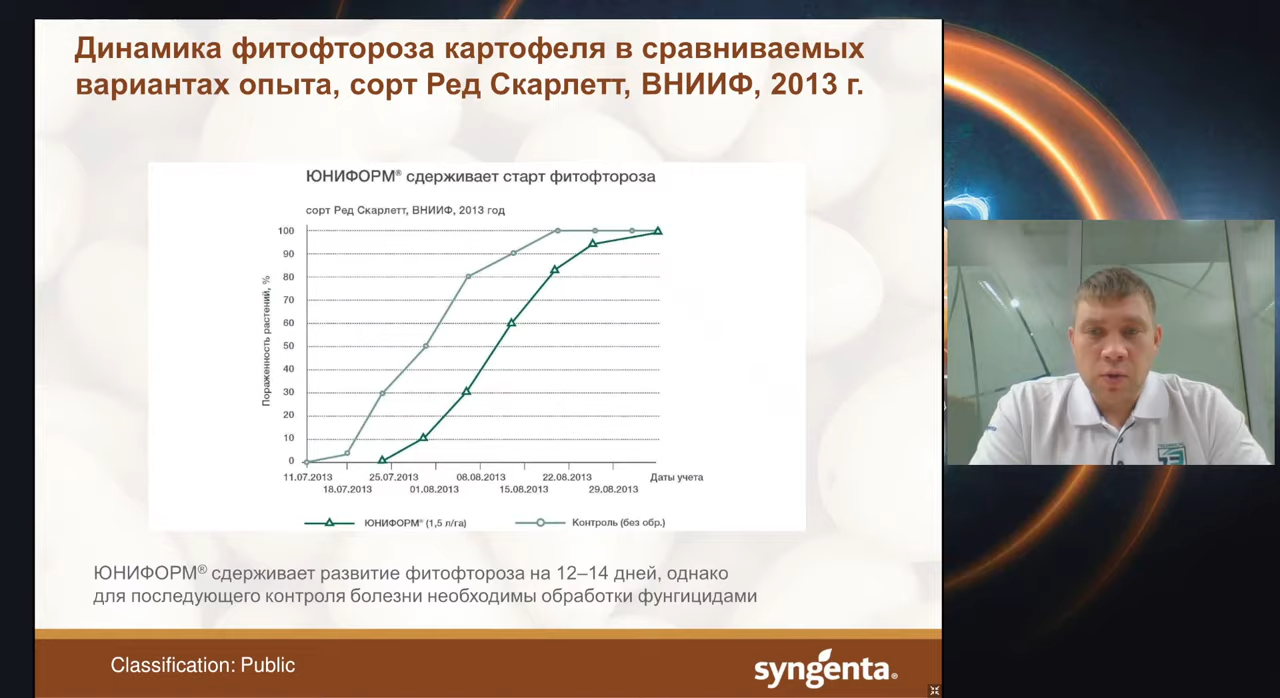 Динамика фитофтороза картофеля в сравниваемых
вариантах опыта, сорт Ред Скарлетт, ВНИИФ, 2013 г.
ЮНИФОРМ® сдерживает старт фитофтороза
сорт Ред Скарлетт, ВНИИФ, 2013 год
Пораженность растений, %
100
90
80
70
60
50
40
30
20
10
0
11.07.2013
18.07.2013
25.07.2013
01.08.2013
08.08.2013
15.08.2013
22.08.2013
29.08.2013
Даты учета
ЮНИФОРМ® (1,5 л/га)
Контроль (без обр.)
ЮНИФОРМ® сдерживает развитие фитофтороза на 12–14 дней, однако
для последующего контроля болезни необходимы обработки фунгицидами
Classification: Public
syngenta®